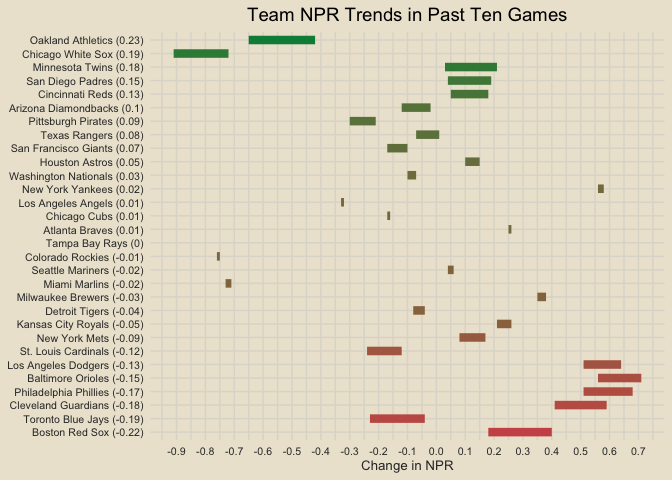 Team NPR Trends in Past Ten Games
Oakland Athletics (0.23)
Chicago White Sox (0.19)
Minnesota Twins (0.18)
San Diego Padres (0.15)
Cincinnati Reds (0.13)
Arizona Diamondbacks (0.1)
Pittsburgh Pirates (0.09)
Texas Rangers (0.08)
San Francisco Giants (0.07)
Houston Astros (0.05)
Washington Nationals (0.03)
New York Yankees (0.02)
Los Angeles Angels (0.01)
Chicago Cubs (0.01)
Atlanta Braves (0.01)
Tampa Bay Rays (0)
Colorado Rockies (-0.01)
Seattle Mariners (-0.02)
Miami Marlins (-0.02)
Milwaukee Brewers (-0.03)
Detroit Tigers (-0.04)
Kansas City Royals (-0.05)
New York Mets (-0.09)
St. Louis Cardinals (-0.12)
Los Angeles Dodgers (-0.13)
Baltimore Orioles (-0.15)
Philadelphia Phillies (-0.17)
Cleveland Guardians (-0.18)
Toronto Blue Jays (-0.19)
Boston Red Sox (-0.22)
-0.9 -0.8 -0.7 -0.6 -0.5 -0.4 -0.3 -0.2 -0.1 0.0 0.1 0.2 0.3 0.4 0.5 0.6 0.7
Change in NPR